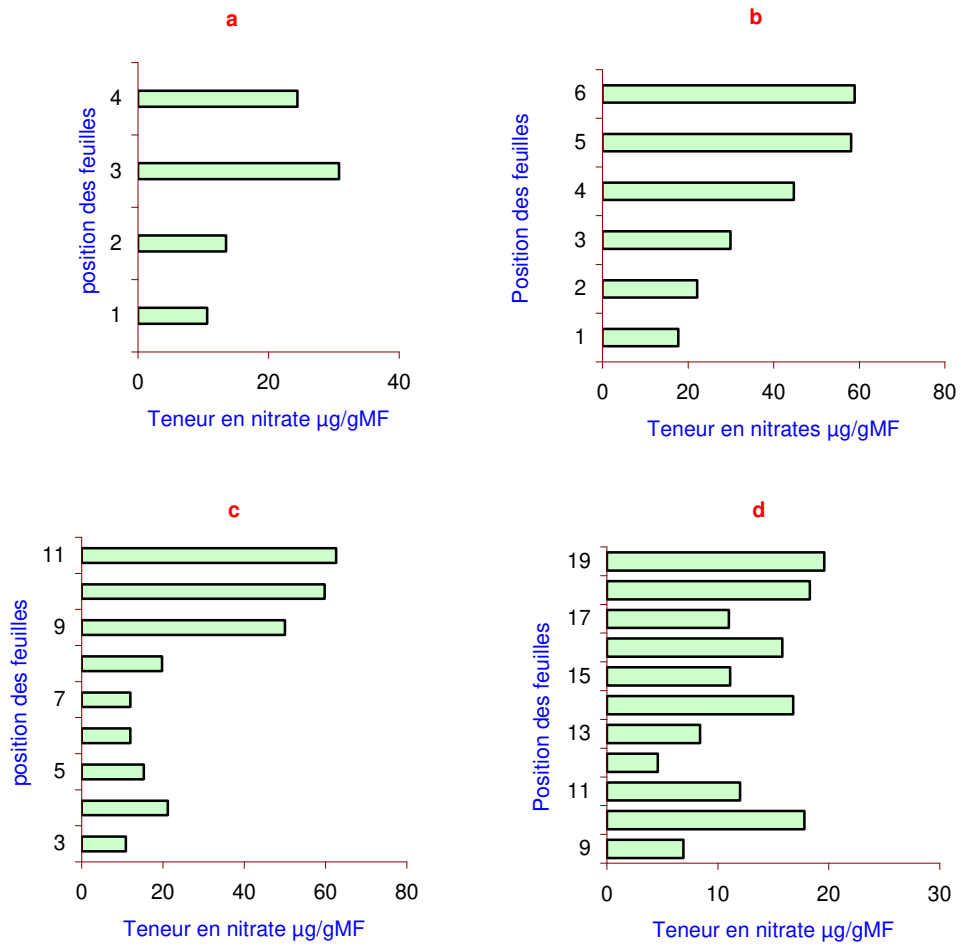 a
4
3
2
1
position des feuilles
0 20 40
Teneur en nitrate µg/gMF
b
6
5
4
3
2
1
Position des feuilles
0 20 40 60 80
Teneur en nitrates µg/gMF
c
11
9
7
5
3
position des feuilles
0 20 40 60 80
Teneur en nitrate µg/gMF
d
19
17
15
13
11
9
Position des feuilles
0 10 20 30
Teneur en nitrate µg/gMF